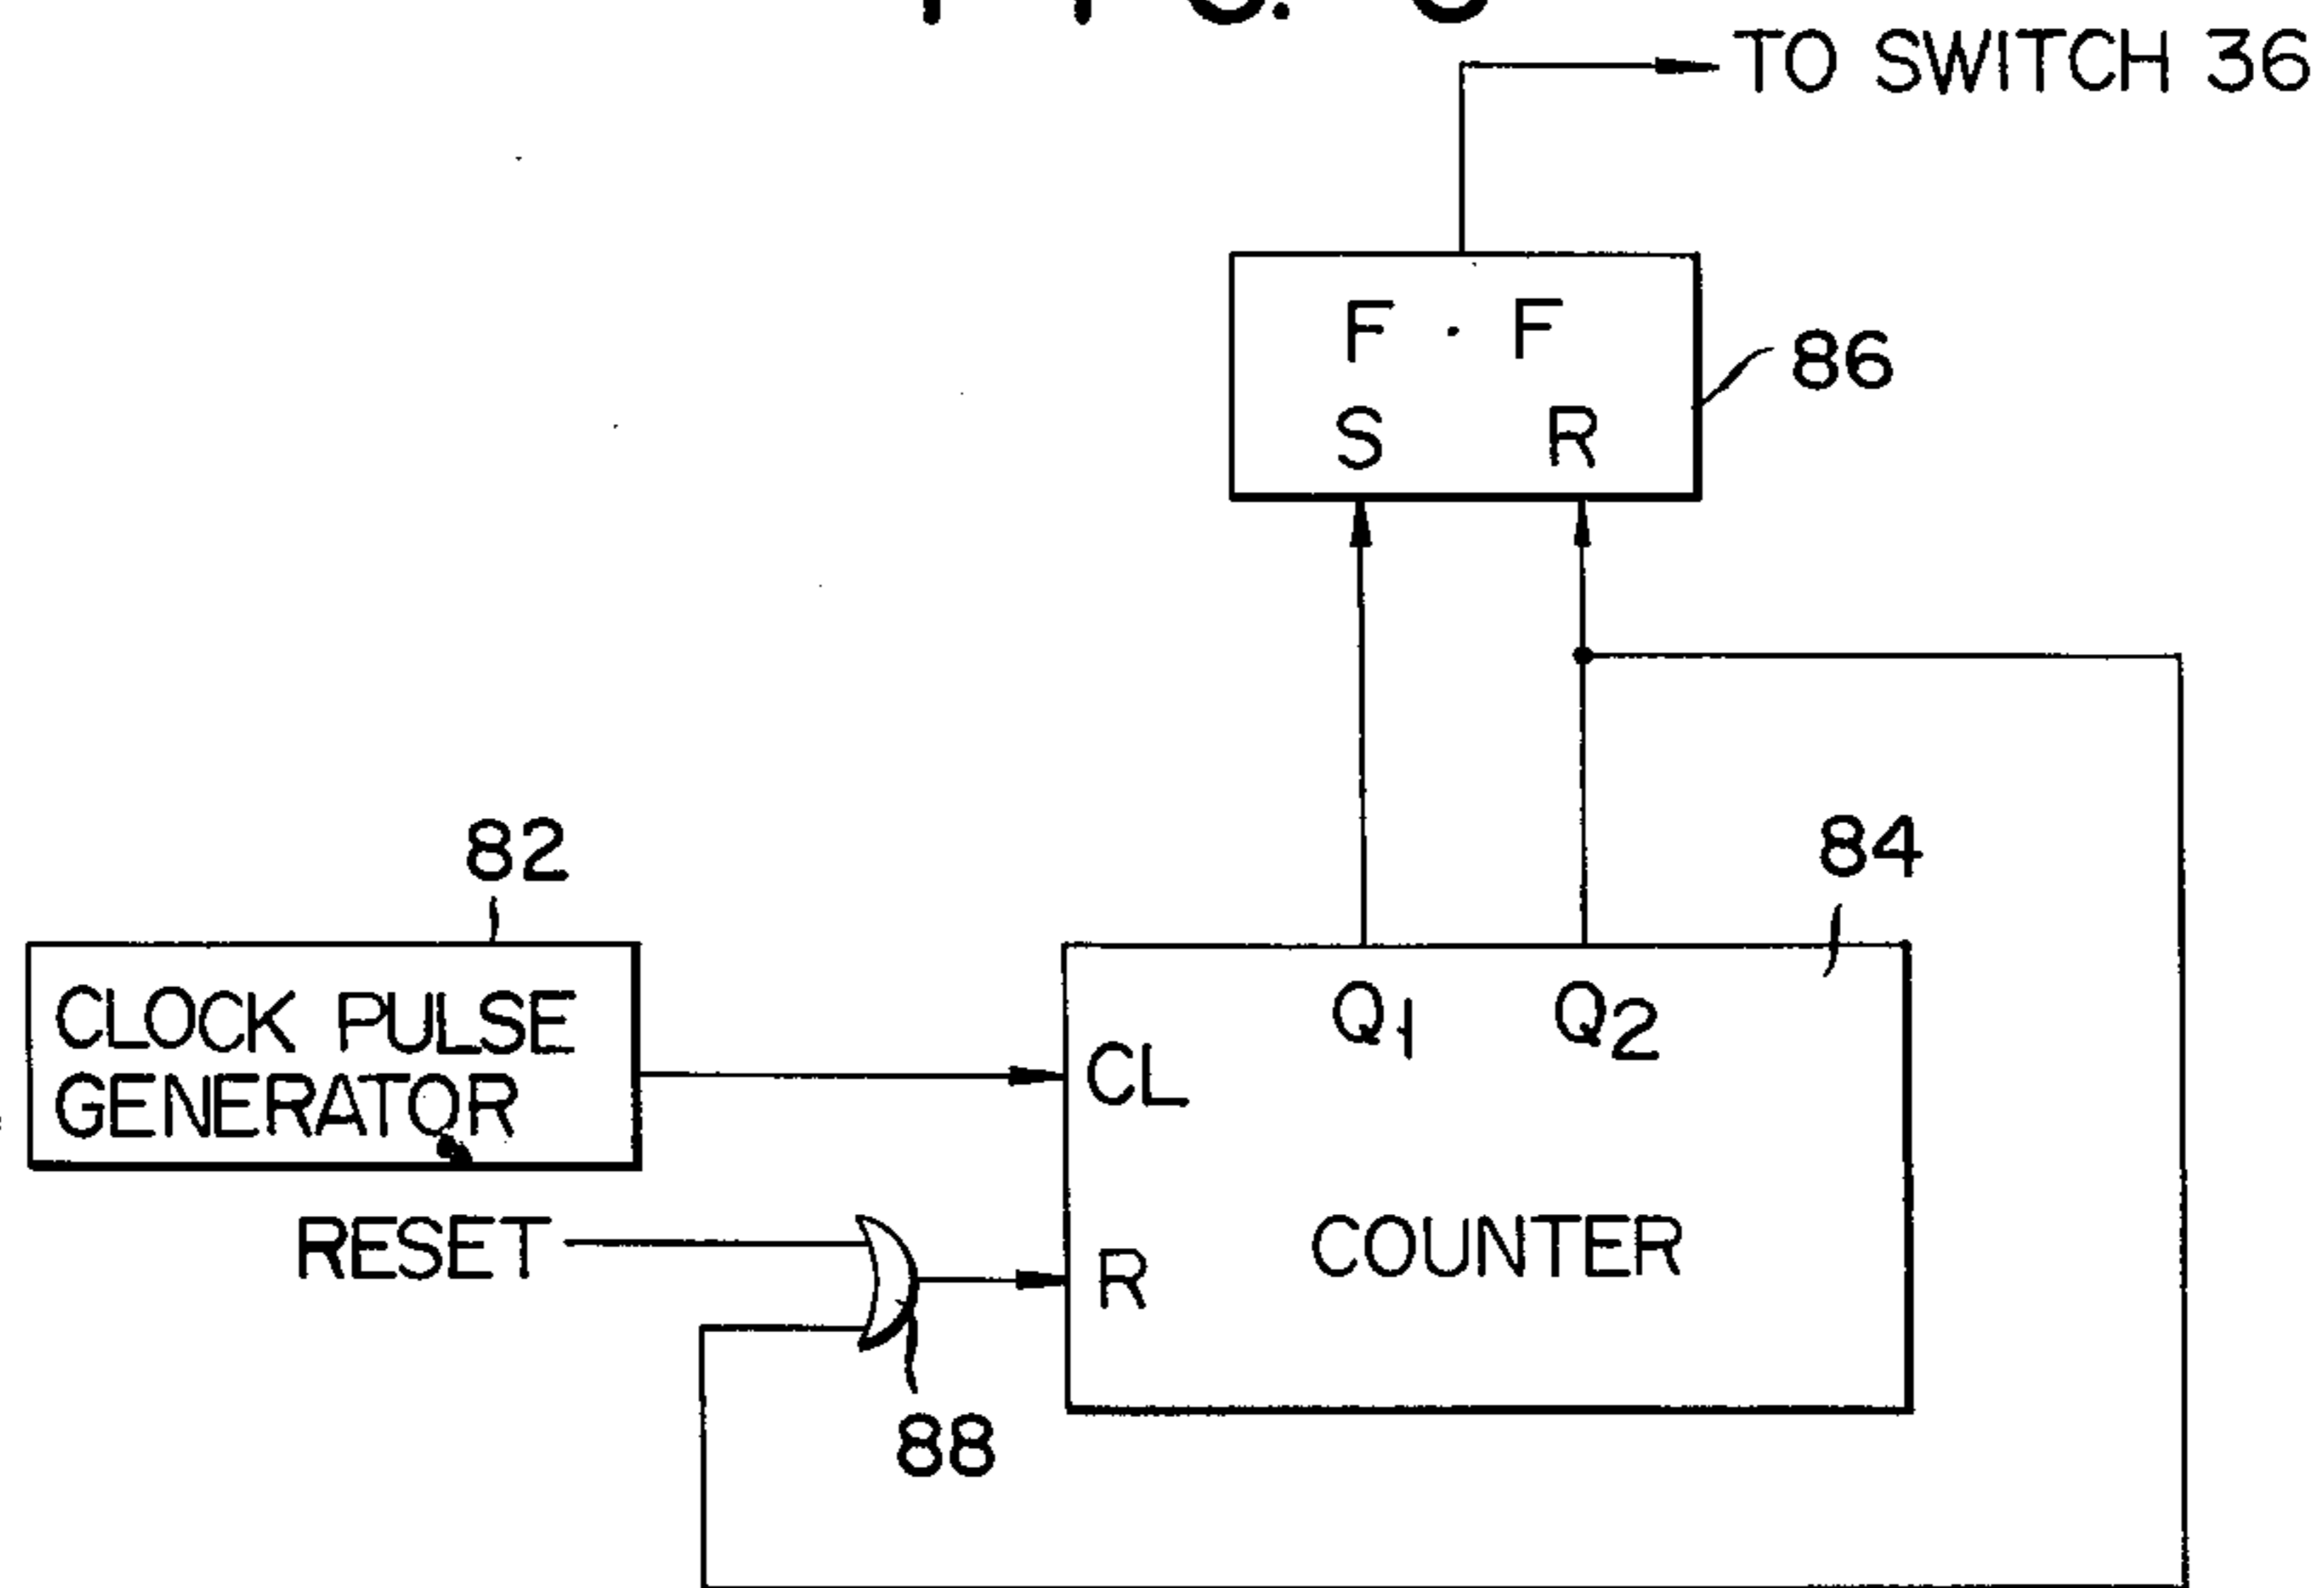 TO SWITCH 36
F · F
86
S R
82
84
CLOCK PULSE
GENERATOR
Q1 Q2
CL
RESET
R
COUNTER
88